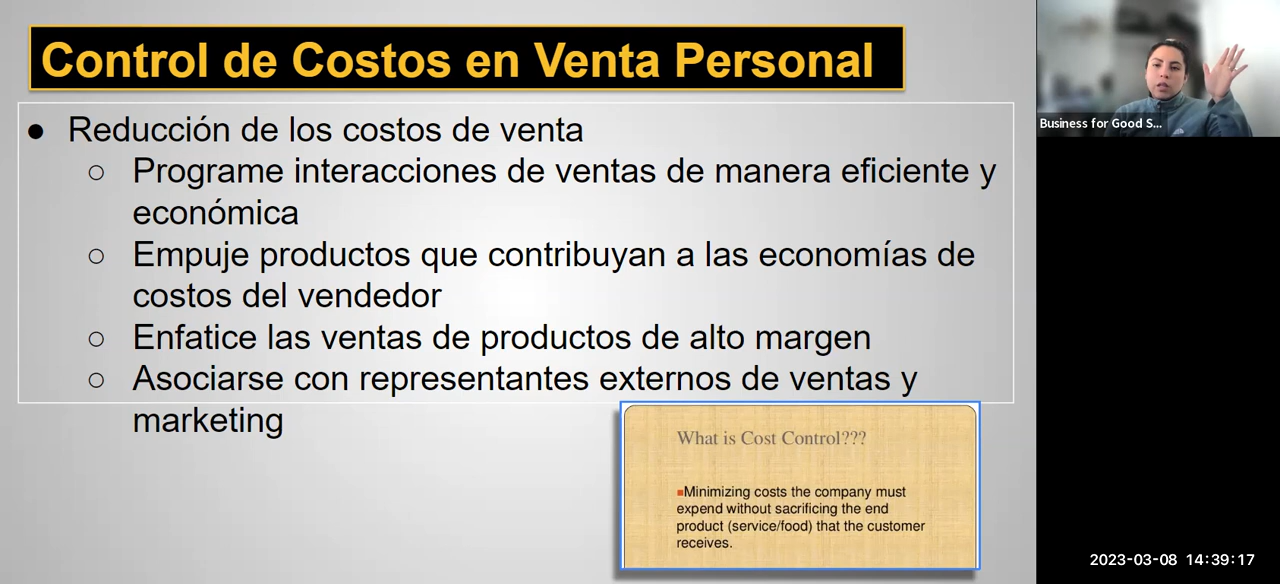 Control de Costos en Venta Personal
● Reducción de los costos de venta
○ Programe interacciones de ventas de manera eficiente y
económica
○ Empuje productos que contribuyan a las economías de
costos del vendedor
○ Enfatice las ventas de productos de alto margen
○ Asociarse con representantes externos de ventas y
marketing
What is Cost Control???
■Minimizing costs the company must
expend without sacrificing the end
product (service/food) that the customer
receives.
Business for Good S...
2023-03-08 14:39:17